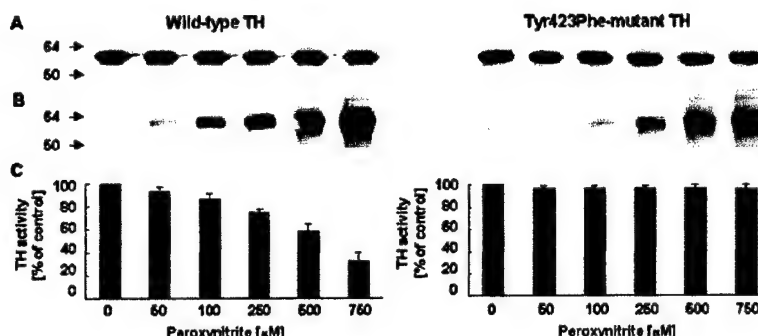 Wild-type TH Tyr423Phe-mutant TH
A 64 →
50 →
B 64 →
50 →
C
TH activity
[% of control]
100
80
60
40
20
0
0 50 100 250 500 750
Peroxynitrite [µM]
TH activity
[% of control]
100
80
60
40
20
0
0 50 100 250 500 750
Peroxynitrite [µM]